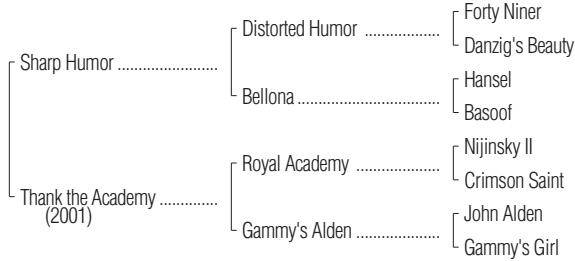 Forty Niner
Distorted Humor ..................
Danzig's Beauty
Sharp Humor ........................
Hansel
Bellona ..................................
Basoof
Nijinsky II
Royal Academy ....................
Crimson Saint
Thank the Academy ..............
(2001)
John Alden
Gammy's Alden ...................
Gammy's Girl